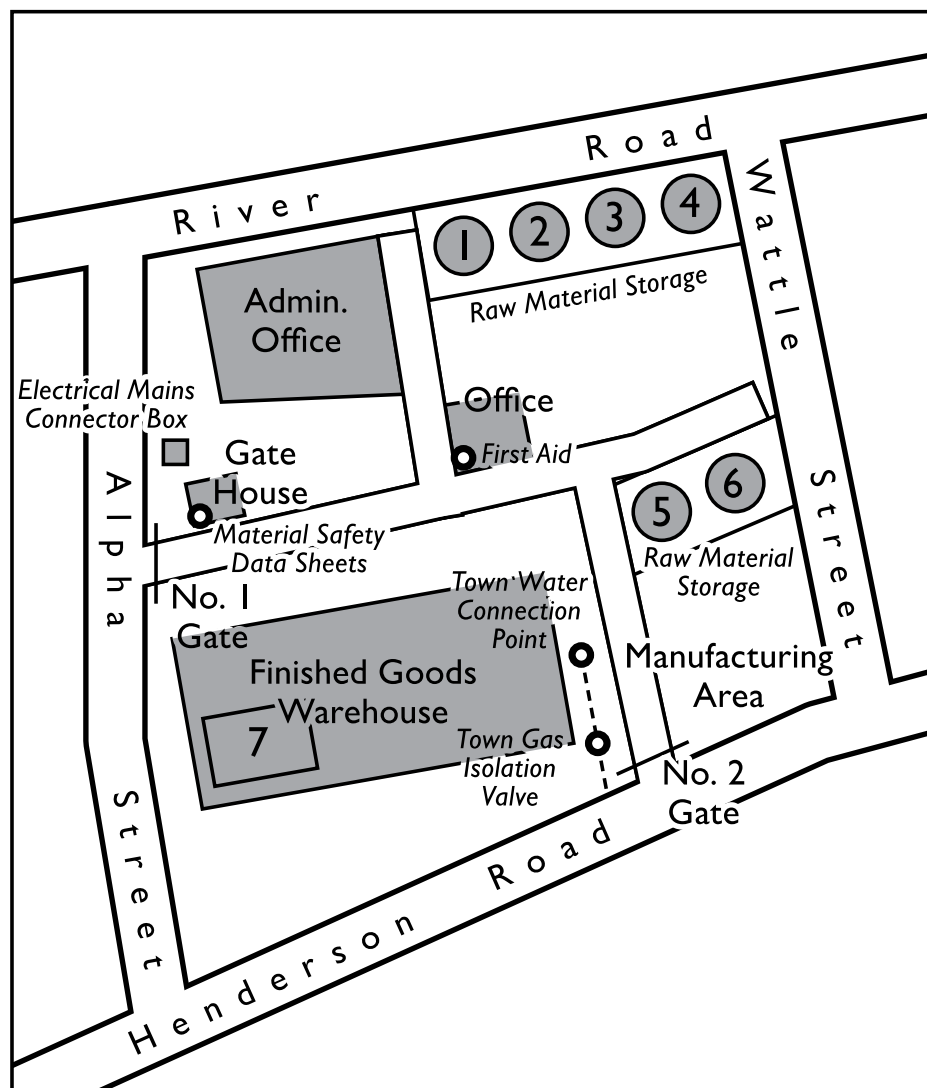 River Road
Wattle Street
1
2
3
4
Raw Material Storage
Admin.
Office
Electrical Mains
Connector Box
Office
First Aid
Gate
House
Material Safety
Data Sheets
Alpha Street
5
6
Raw Material
Storage
No. 1
Gate
Town Water
Connection
Point
Manufacturing
Area
Finished Goods
Warehouse
7
Town Gas
Isolation
Valve
No. 2
Gate
Henderson Road